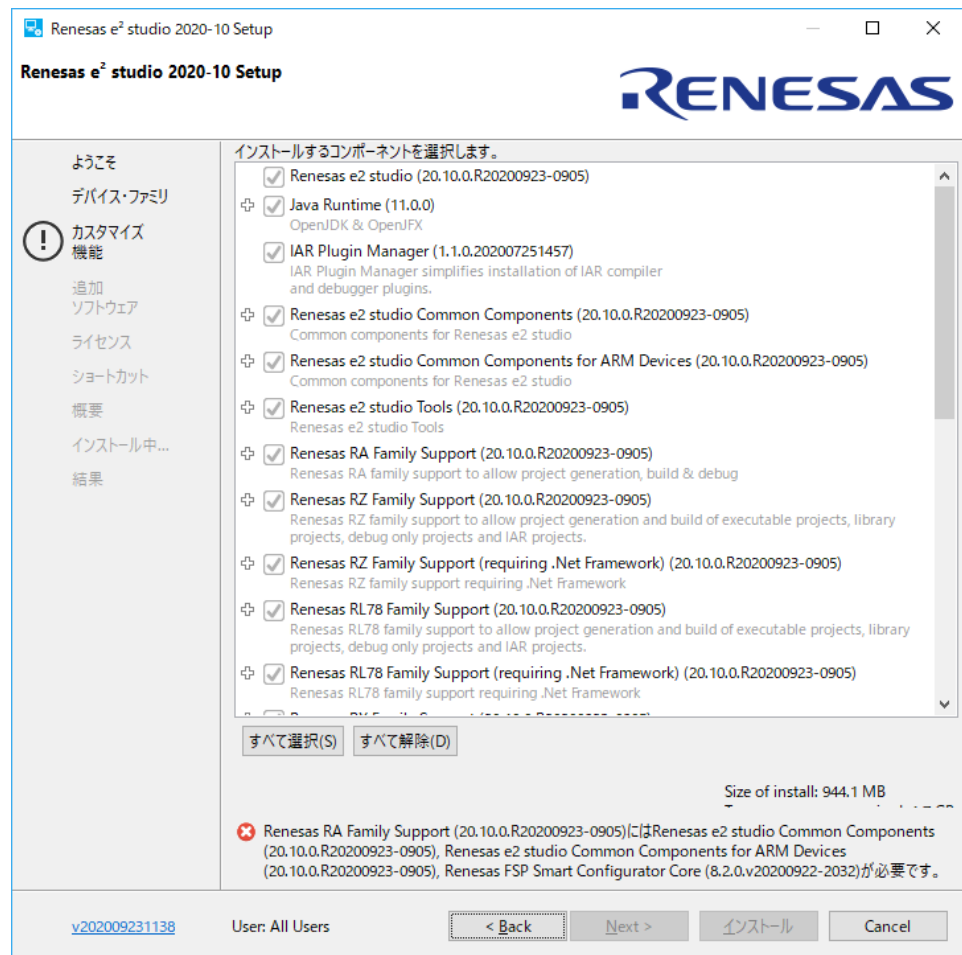 Renesas e² studio 2020-10 Setup
Renesas e² studio 2020-10 Setup
RENESAS
ようこそ
デバイス・ファミリ
カスタマイズ
機能
追加
ソフトウェア
ライセンス
ショートカット
概要
インストール中...
結果
インストールするコンポーネントを選択します。
Renesas e2 studio (20.10.0.R20200923-0905)
Java Runtime (11.0.0)
OpenJDK & OpenJFX
IAR Plugin Manager (1.1.0.202007251457)
IAR Plugin Manager simplifies installation of IAR compiler
and debugger plugins.
Renesas e2 studio Common Components (20.10.0.R20200923-0905)
Common components for Renesas e2 studio
Renesas e2 studio Common Components for ARM Devices (20.10.0.R20200923-0905)
Common components for Renesas e2 studio
Renesas e2 studio Tools (20.10.0.R20200923-0905)
Renesas e2 studio Tools
Renesas RA Family Support (20.10.0.R20200923-0905)
Renesas RA family support to allow project generation, build & debug
Renesas RZ Family Support (20.10.0.R20200923-0905)
Renesas RZ family support to allow project generation and build of executable projects, library
projects, debug only projects and IAR projects.
Renesas RZ Family Support (requiring .Net Framework) (20.10.0.R20200923-0905)
Renesas RZ family support requiring .Net Framework
Renesas RL78 Family Support (20.10.0.R20200923-0905)
Renesas RL78 family support to allow project generation and build of executable projects, library
projects, debug only projects and IAR projects.
Renesas RL78 Family Support (requiring .Net Framework) (20.10.0.R20200923-0905)
Renesas RL78 family support requiring .Net Framework
すべて選択(S) すべて解除(D)
Size of install: 944.1 MB
Renesas RA Family Support (20.10.0.R20200923-0905)にはRenesas e2 studio Common Components
(20.10.0.R20200923-0905), Renesas e2 studio Common Components for ARM Devices
(20.10.0.R20200923-0905), Renesas FSP Smart Configurator Core (8.2.0.v20200922-2032)が必要です。
v202009231138 User: All Users < Back Next > インストール Cancel